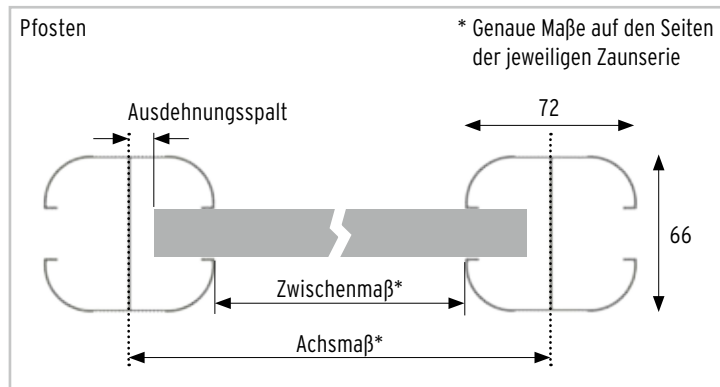 Pfosten
* Genaue Maße auf den Seiten
der jeweiligen Zaunserie
Ausdehnungsspalt
72
66
Zwischenmaß*
Achsmaß*